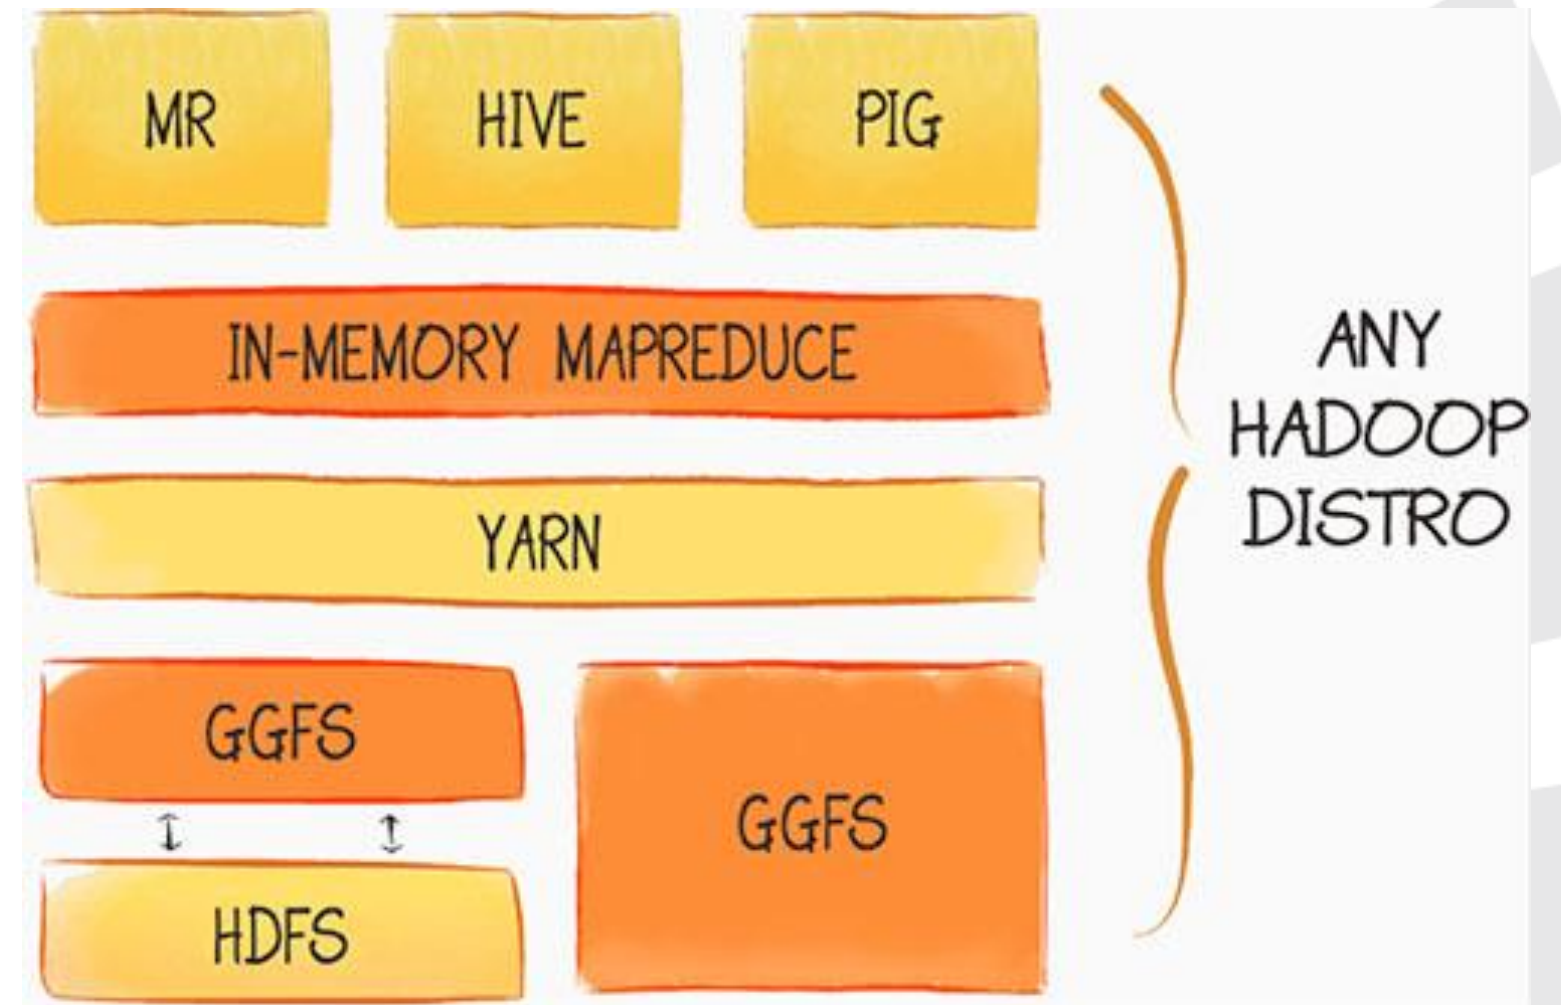 MR
HIVE
PIG
IN-MEMORY MAPREDUCE
YARN
GGFS
HDFS
GGFS
ANY
HADOOP
DISTRO